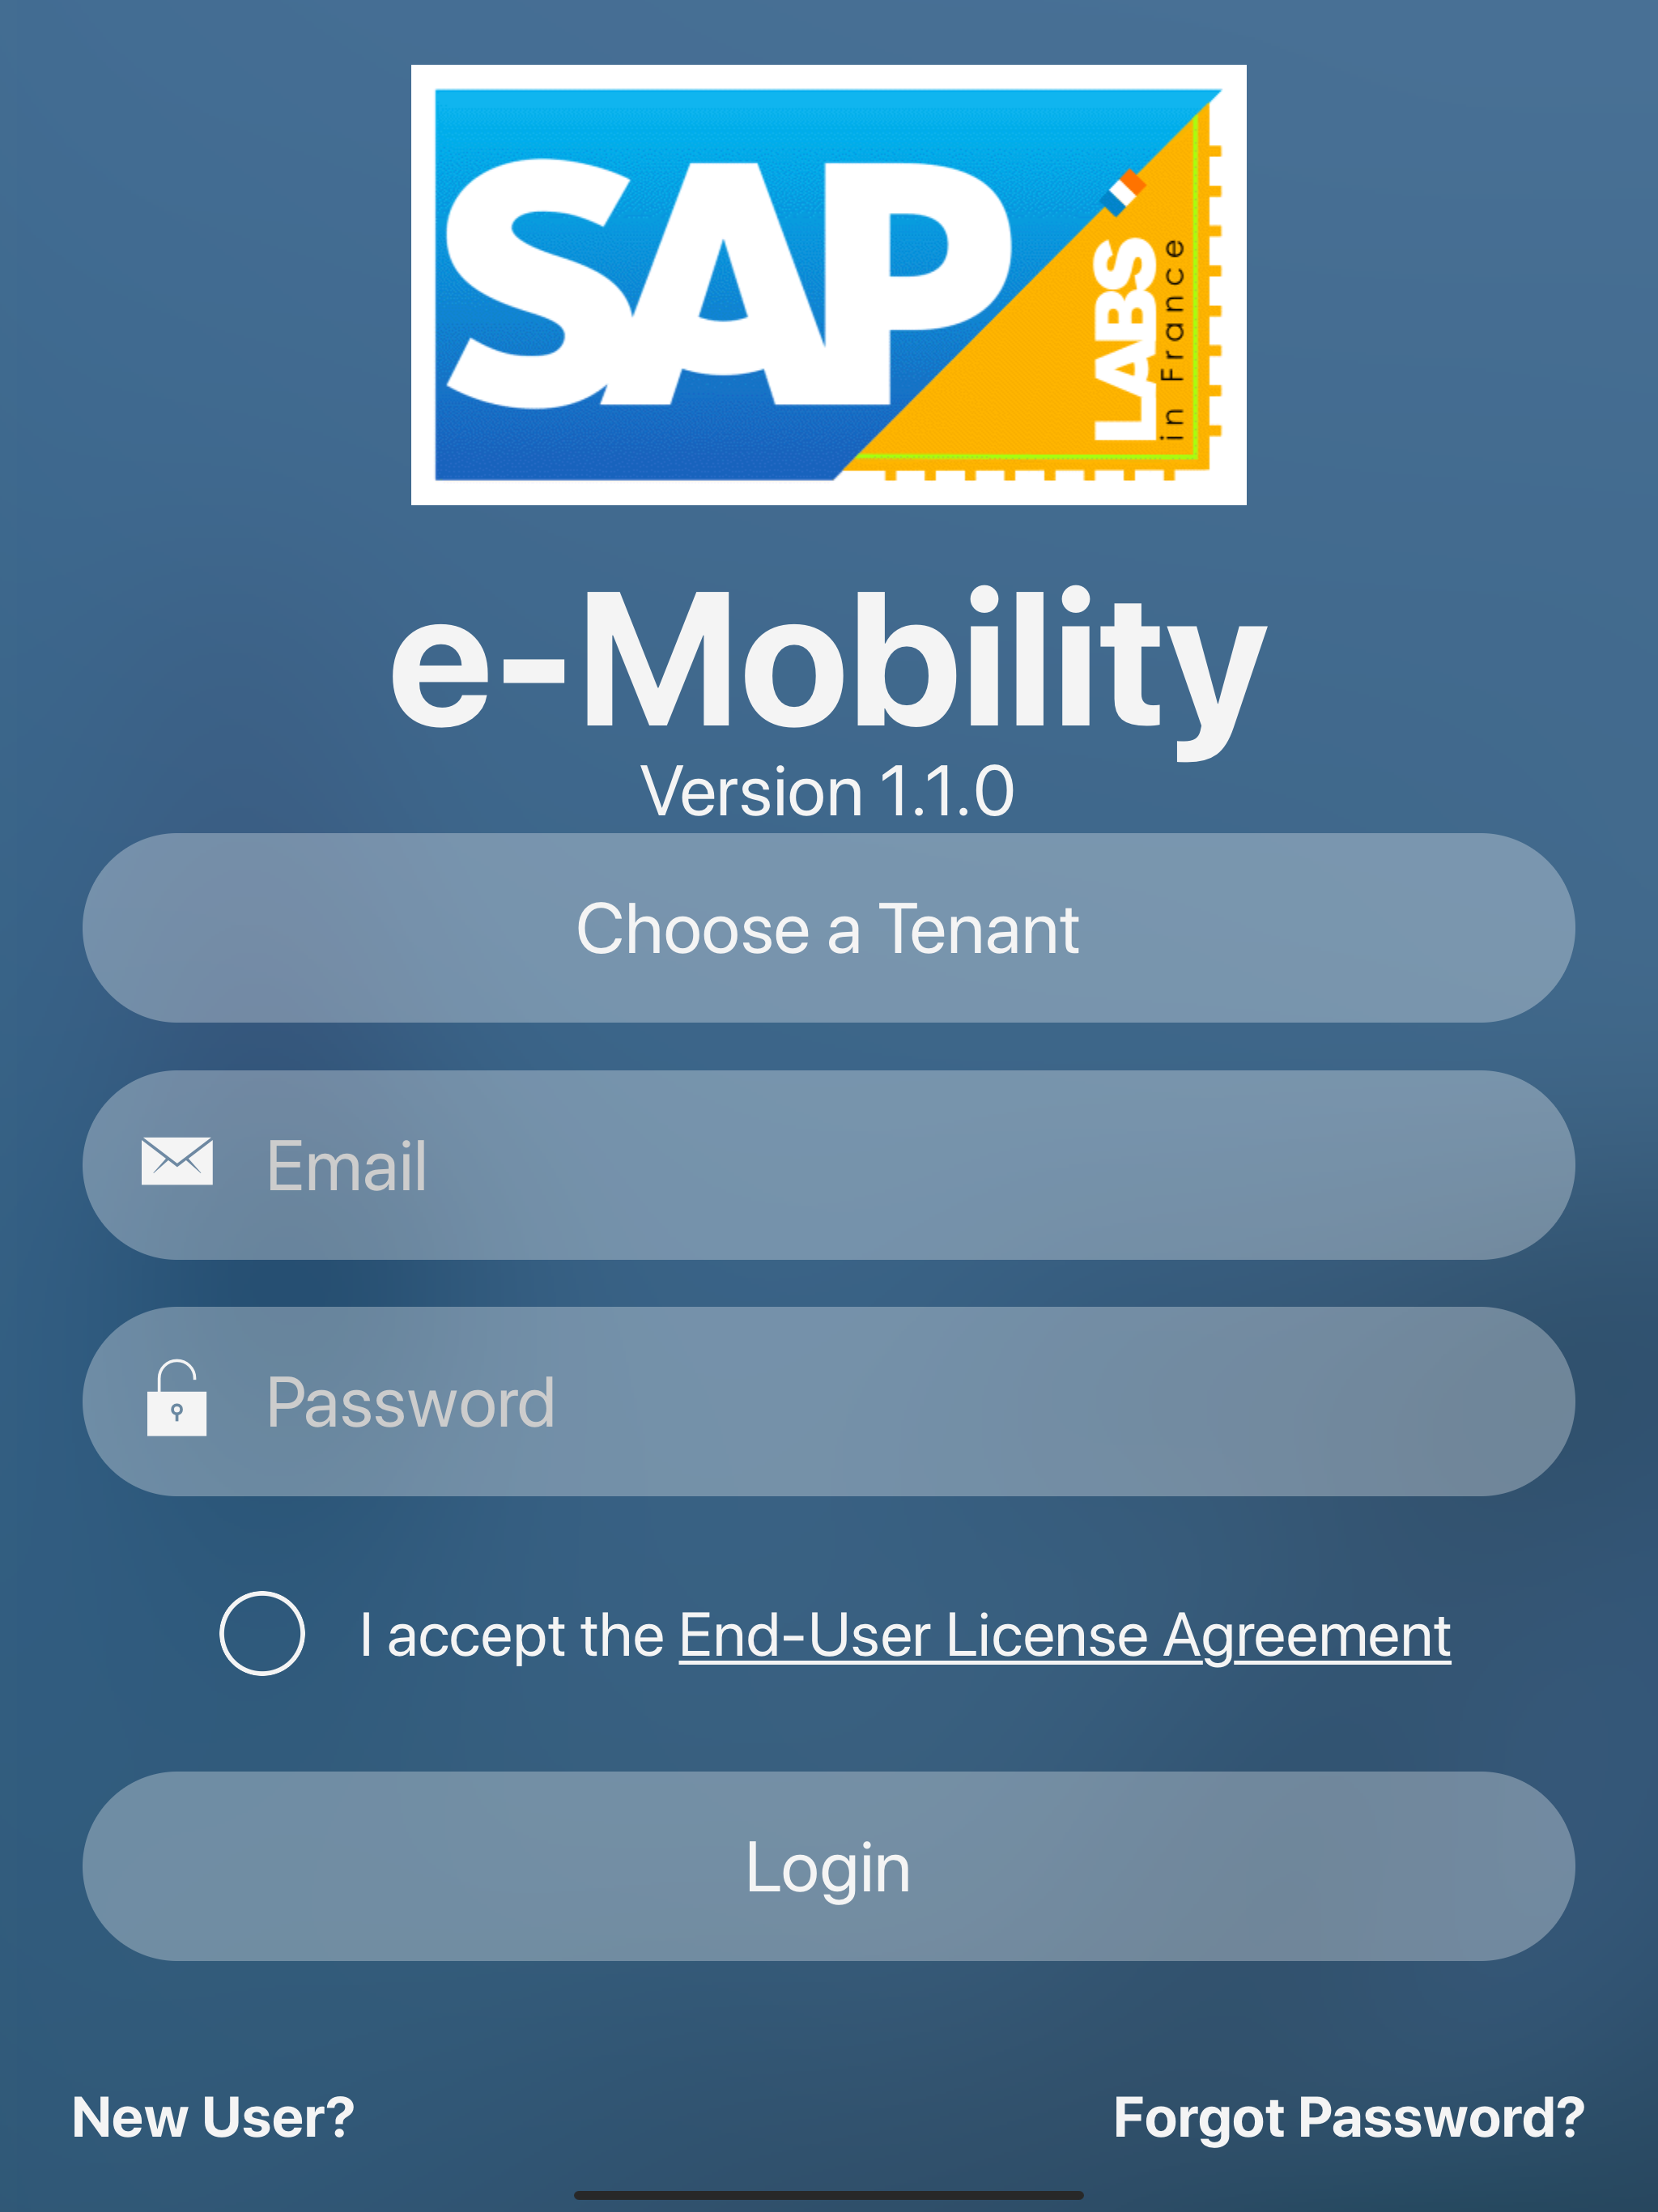 SAP
LABS
in France
e-Mobility
Version 1.1.0
Choose a Tenant
Email
Password
I accept the End-User License Agreement
Login
New User?
Forgot Password?